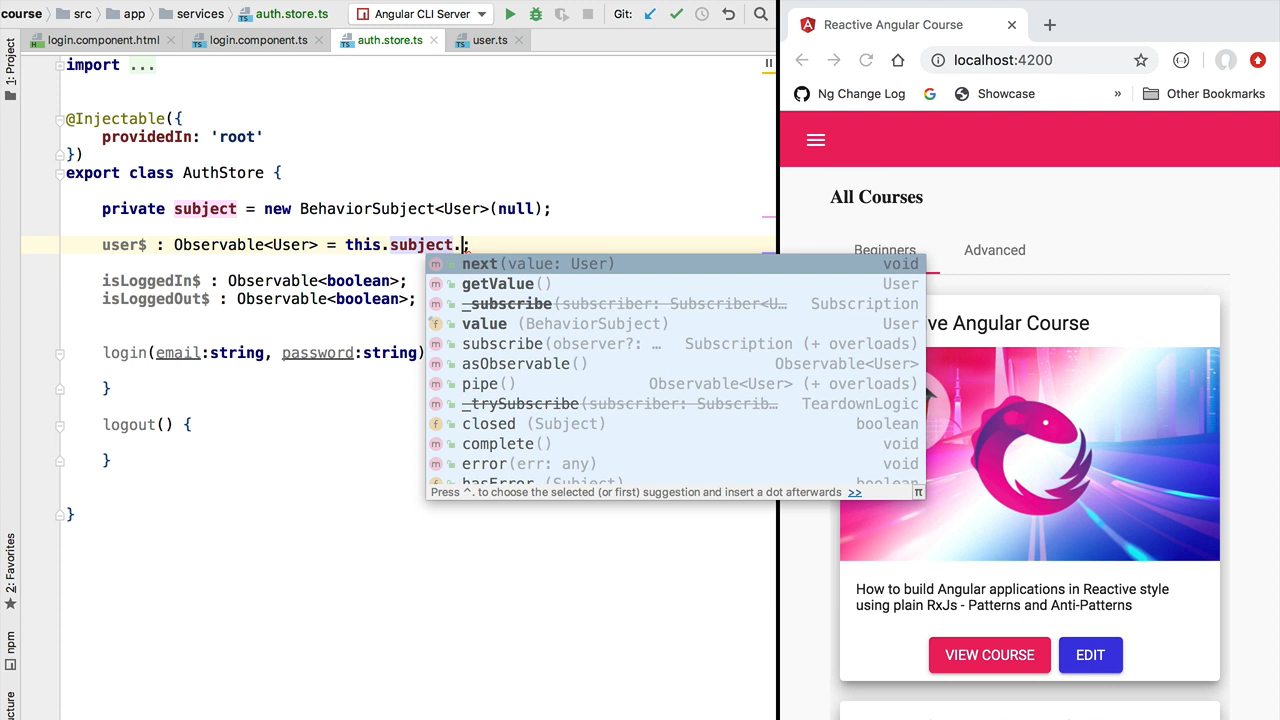 course src app services auth.store.ts Angular CLI Server Git:
login.component.html login.component.ts auth.store.ts user.ts
1: Project
2: Favorites
npm
import ...
@Injectable({
providedIn: 'root'
})
export class AuthStore {
private subject = new BehaviorSubject<User>(null);
user$ : Observable<User> = this.subject.;
isLoggedIn$ : Observable<boolean>;
isLoggedOut$ : Observable<boolean>;
login(email:string, password:string)
}
logout() {
}
}
next(value: User) void
getValue() User
_subscribe(subscriber: Subscriber<U… Subscription
value (BehaviorSubject) User
subscribe(observer?: … Subscription (+ overloads)
asObservable() Observable<User>
pipe() Observable<User> (+ overloads)
_trySubscribe(subscriber: Subscrib… TeardownLogic
closed (Subject) boolean
complete() void
error(err: any) void
hasError (Subject) boolean
Press ^. to choose the selected (or first) suggestion and insert a dot afterwards >> π
Reactive Angular Course
localhost:4200
Ng Change Log Showcase » Other Bookmarks
All Courses
Beginners Advanced
ve Angular Course
How to build Angular applications in Reactive style
using plain RxJs - Patterns and Anti-Patterns
VIEW COURSE EDIT